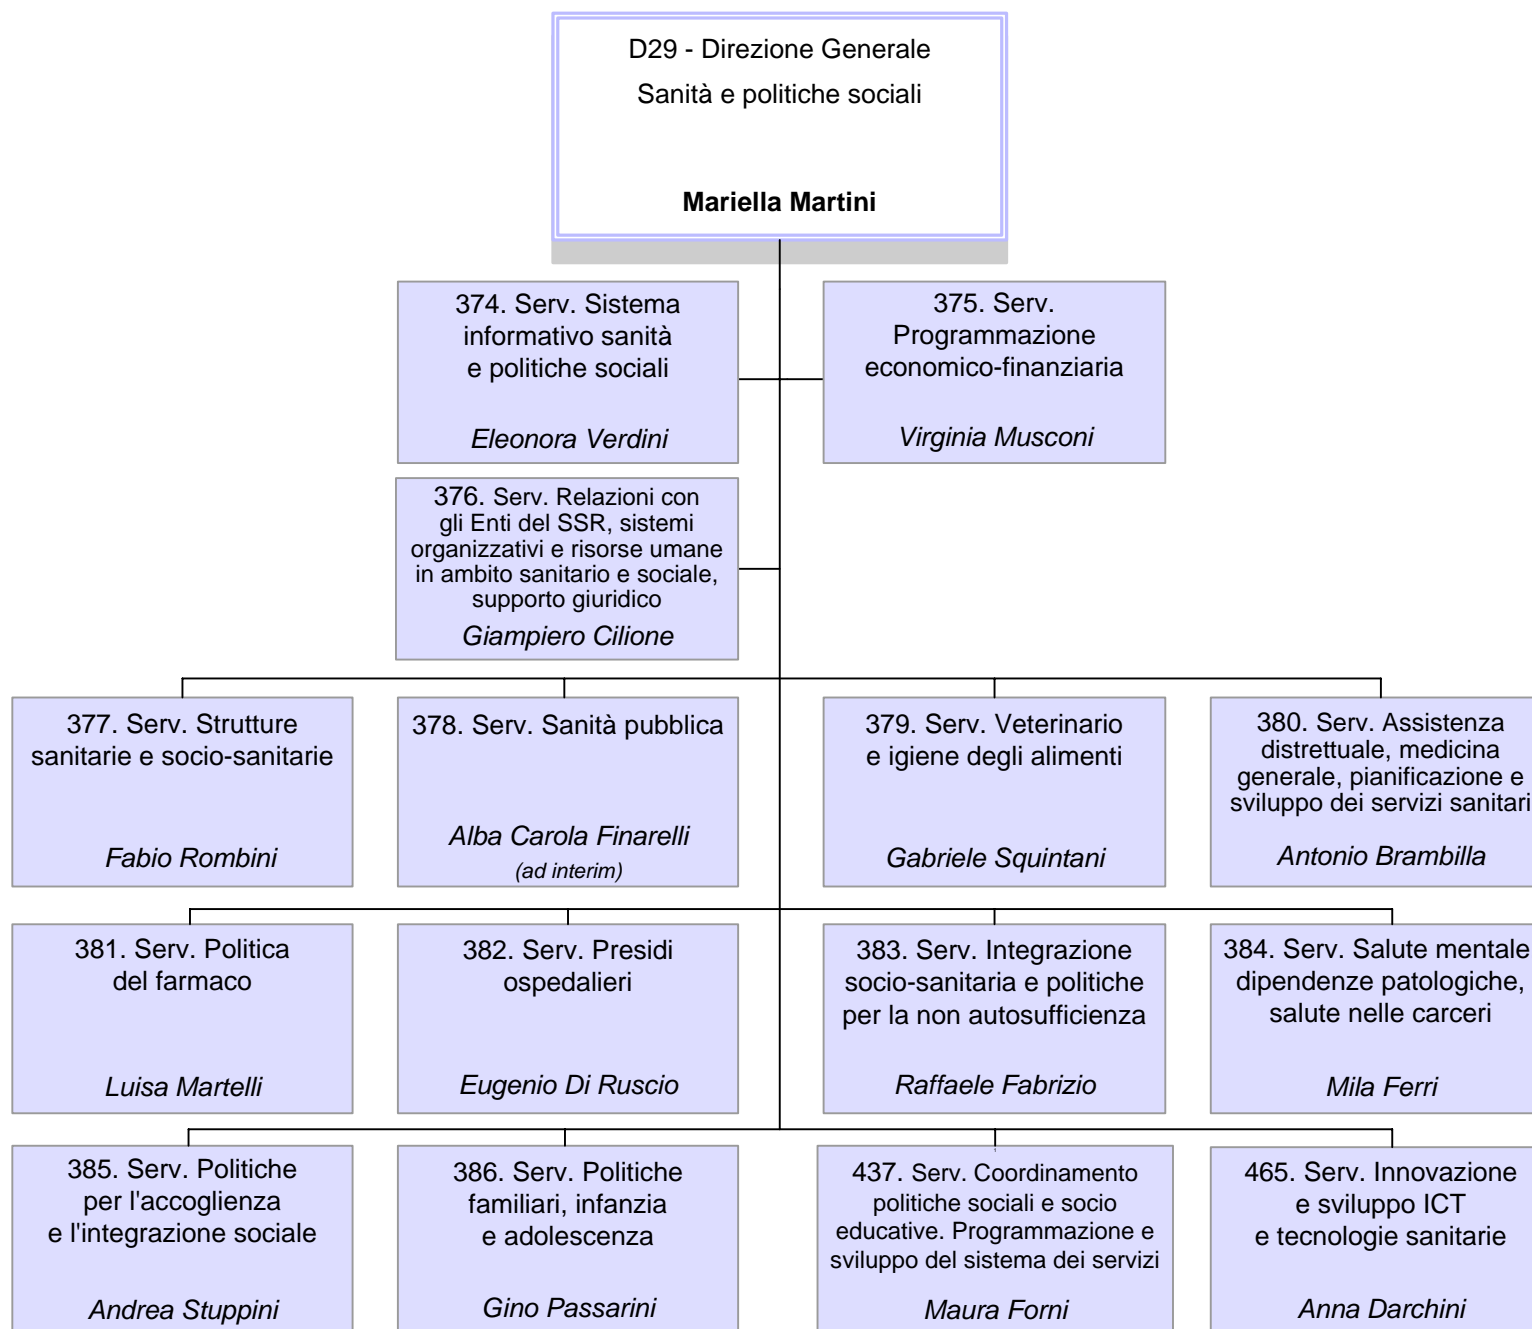 D29 - Direzione Generale
Sanità e politiche sociali
Mariella Martini
374. Serv. Sistema
informativo sanità
e politiche sociali
Eleonora Verdini
375. Serv.
Programmazione
economico-finanziaria
Virginia Musconi
376. Serv. Relazioni con
gli Enti del SSR, sistemi
organizzativi e risorse umane
in ambito sanitario e sociale,
supporto giuridico
Giampiero Cilione
377. Serv. Strutture
sanitarie e socio-sanitarie
Fabio Rombini
378. Serv. Sanità pubblica
Alba Carola Finarelli
(ad interim)
379. Serv. Veterinario
e igiene degli alimenti
Gabriele Squintani
380. Serv. Assistenza
distrettuale, medicina
generale, pianificazione e
sviluppo dei servizi sanitari
Antonio Brambilla
381. Serv. Politica
del farmaco
Luisa Martelli
382. Serv. Presidi
ospedalieri
Eugenio Di Ruscio
383. Serv. Integrazione
socio-sanitaria e politiche
per la non autosufficienza
Raffaele Fabrizio
384. Serv. Salute mentale
dipendenze patologiche,
salute nelle carceri
Mila Ferri
385. Serv. Politiche
per l'accoglienza
e l'integrazione sociale
Andrea Stuppini
386. Serv. Politiche
familiari, infanzia
e adolescenza
Gino Passarini
437. Serv. Coordinamento
politiche sociali e socio
educative. Programmazione e
sviluppo del sistema dei servizi
Maura Forni
465. Serv. Innovazione
e sviluppo ICT
e tecnologie sanitarie
Anna Darchini